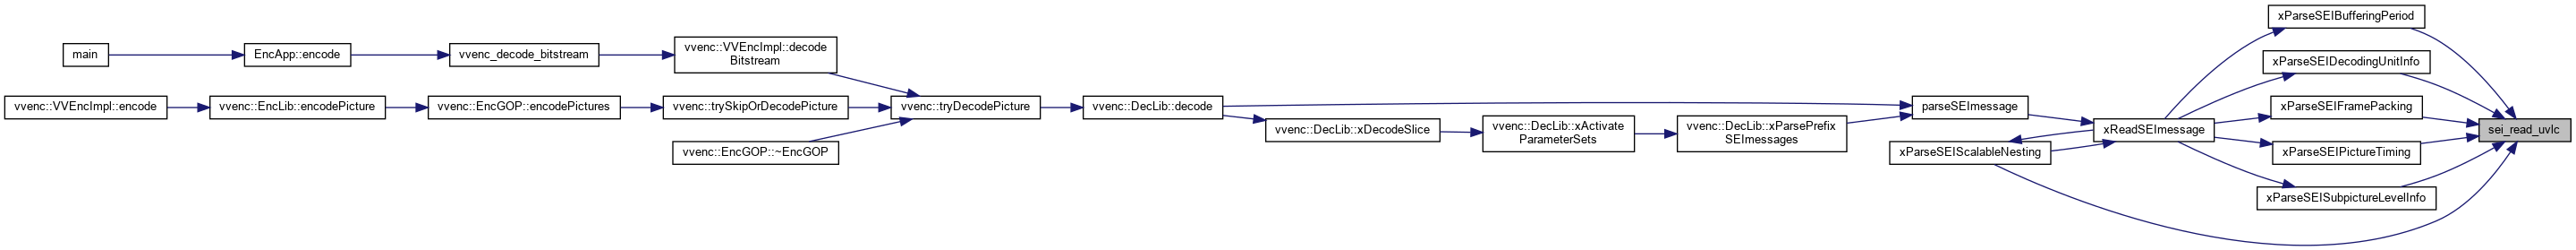 main
EncApp::encode
vvenc_decode_bitstream
vvenc::VVEncImpl::decode
Bitstream
vvenc::VVEncImpl::encode
vvenc::EncLib::encodePicture
vvenc::EncGOP::encodePictures
vvenc::trySkipOrDecodePicture
vvenc::EncGOP::~EncGOP
vvenc::tryDecodePicture
vvenc::DecLib::decode
vvenc::DecLib::xDecodeSlice
vvenc::DecLib::xActivate
ParameterSets
vvenc::DecLib::xParsePrefix
SEImessages
parseSEImessage
xParseSEIScalableNesting
xReadSEImessage
xParseSEIBufferingPeriod
xParseSEIDecodingUnitInfo
xParseSEIFramePacking
xParseSEIPictureTiming
xParseSEISubpictureLevelInfo
sei_read_uvlc